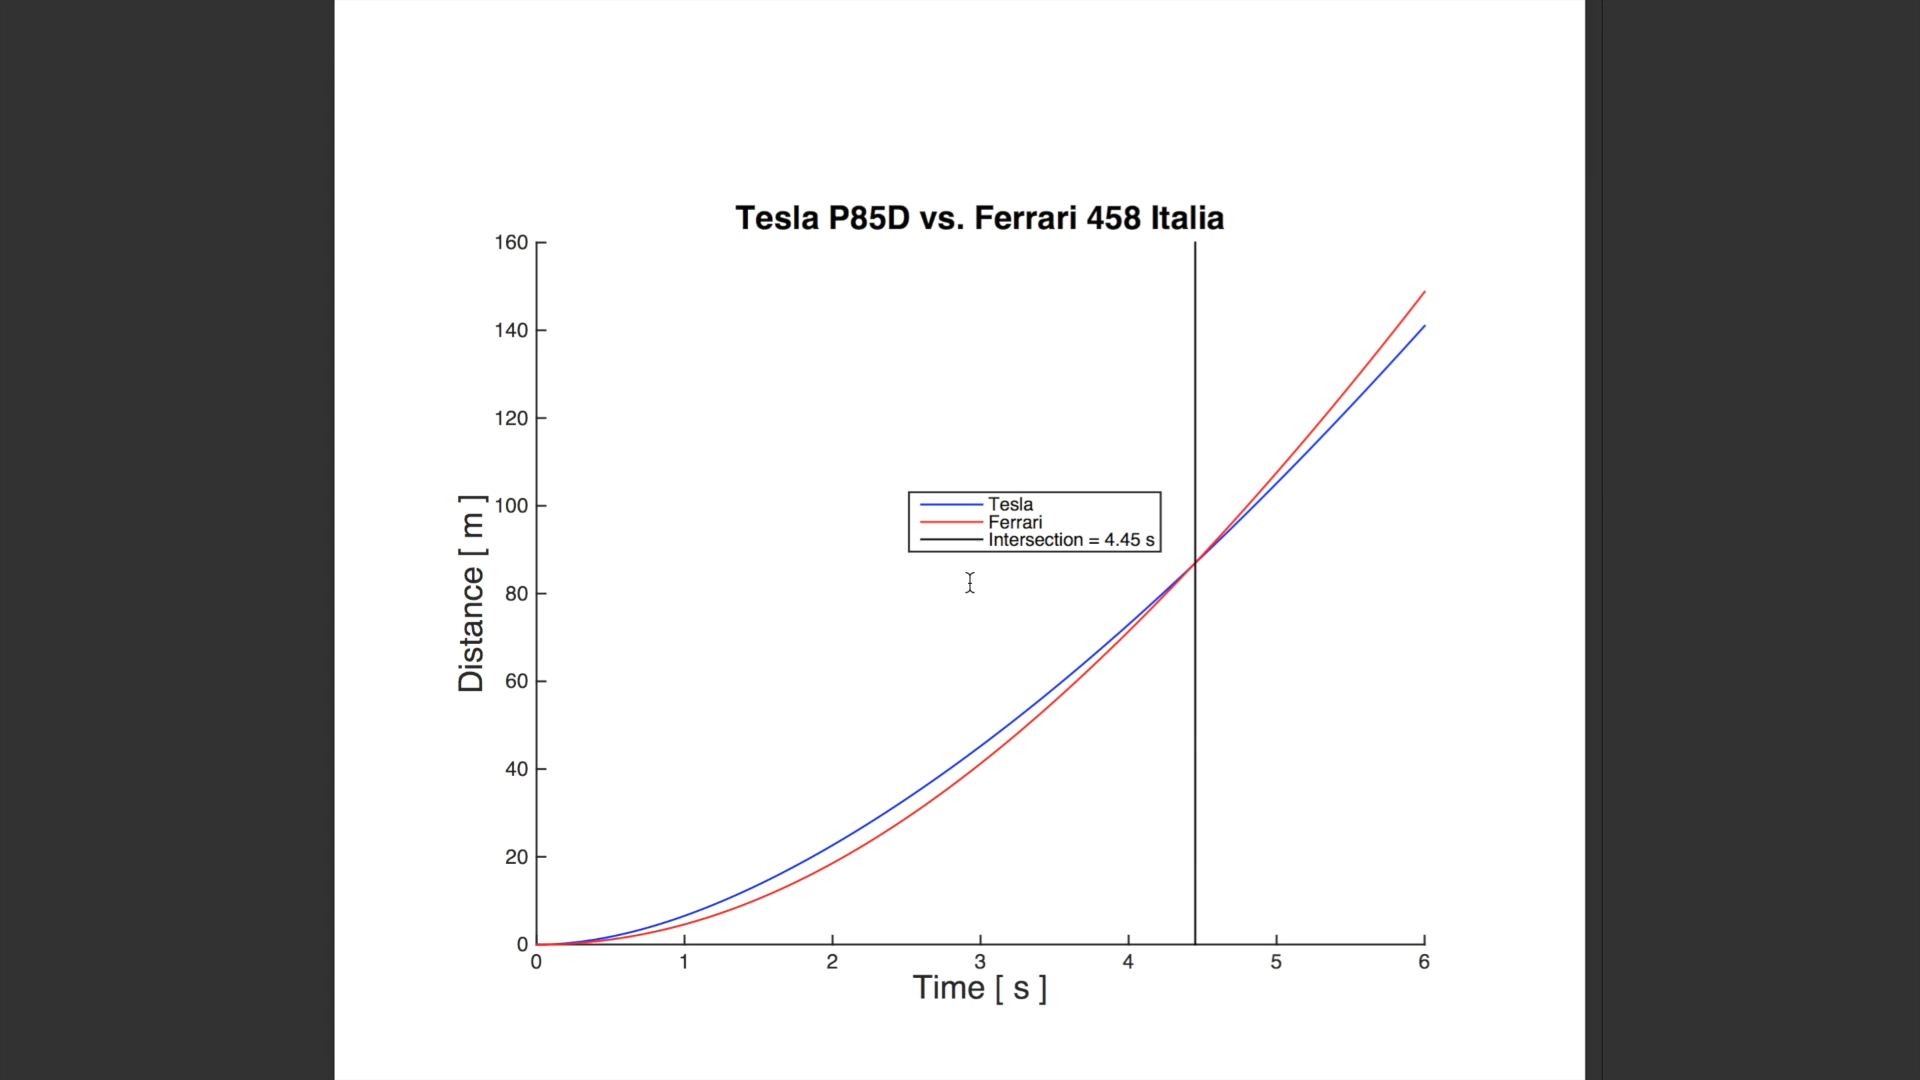 Tesla P85D vs. Ferrari 458 Italia
160
140
120
100
80
60
40
20
0
Distance [ m ]
Tesla
Ferrari
Intersection = 4.45 s
0 1 2 3 4 5 6
Time [ s ]